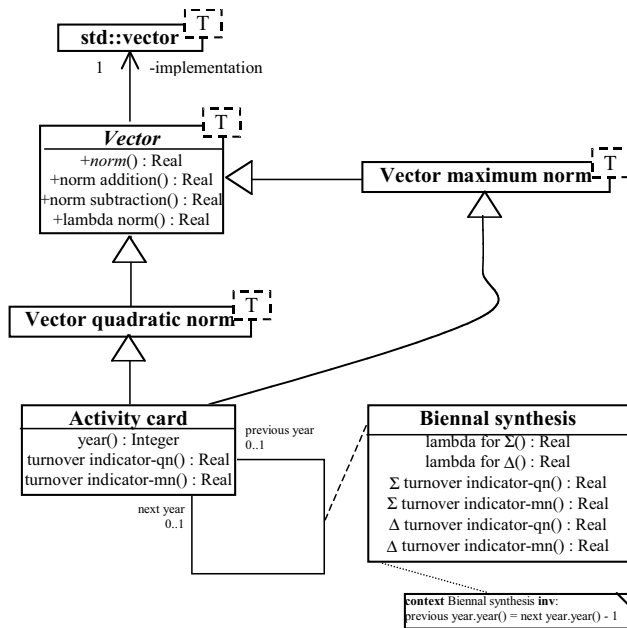 T
std::vector
1 -implementation
T
Vector
+norm() : Real
+norm addition() : Real
+norm subtraction() : Real
+lambda norm() : Real
T
Vector maximum norm
T
Vector quadratic norm
Activity card
year() : Integer
turnover indicator-qn() : Real
turnover indicator-mn() : Real
previous year
0..1
next year
0..1
Biennal synthesis
lambda for Σ() : Real
lambda for Δ() : Real
Σ turnover indicator-qn() : Real
Σ turnover indicator-mn() : Real
Δ turnover indicator-qn() : Real
Δ turnover indicator-mn() : Real
context Biennal synthesis inv:
previous year.year() = next year.year() - 1